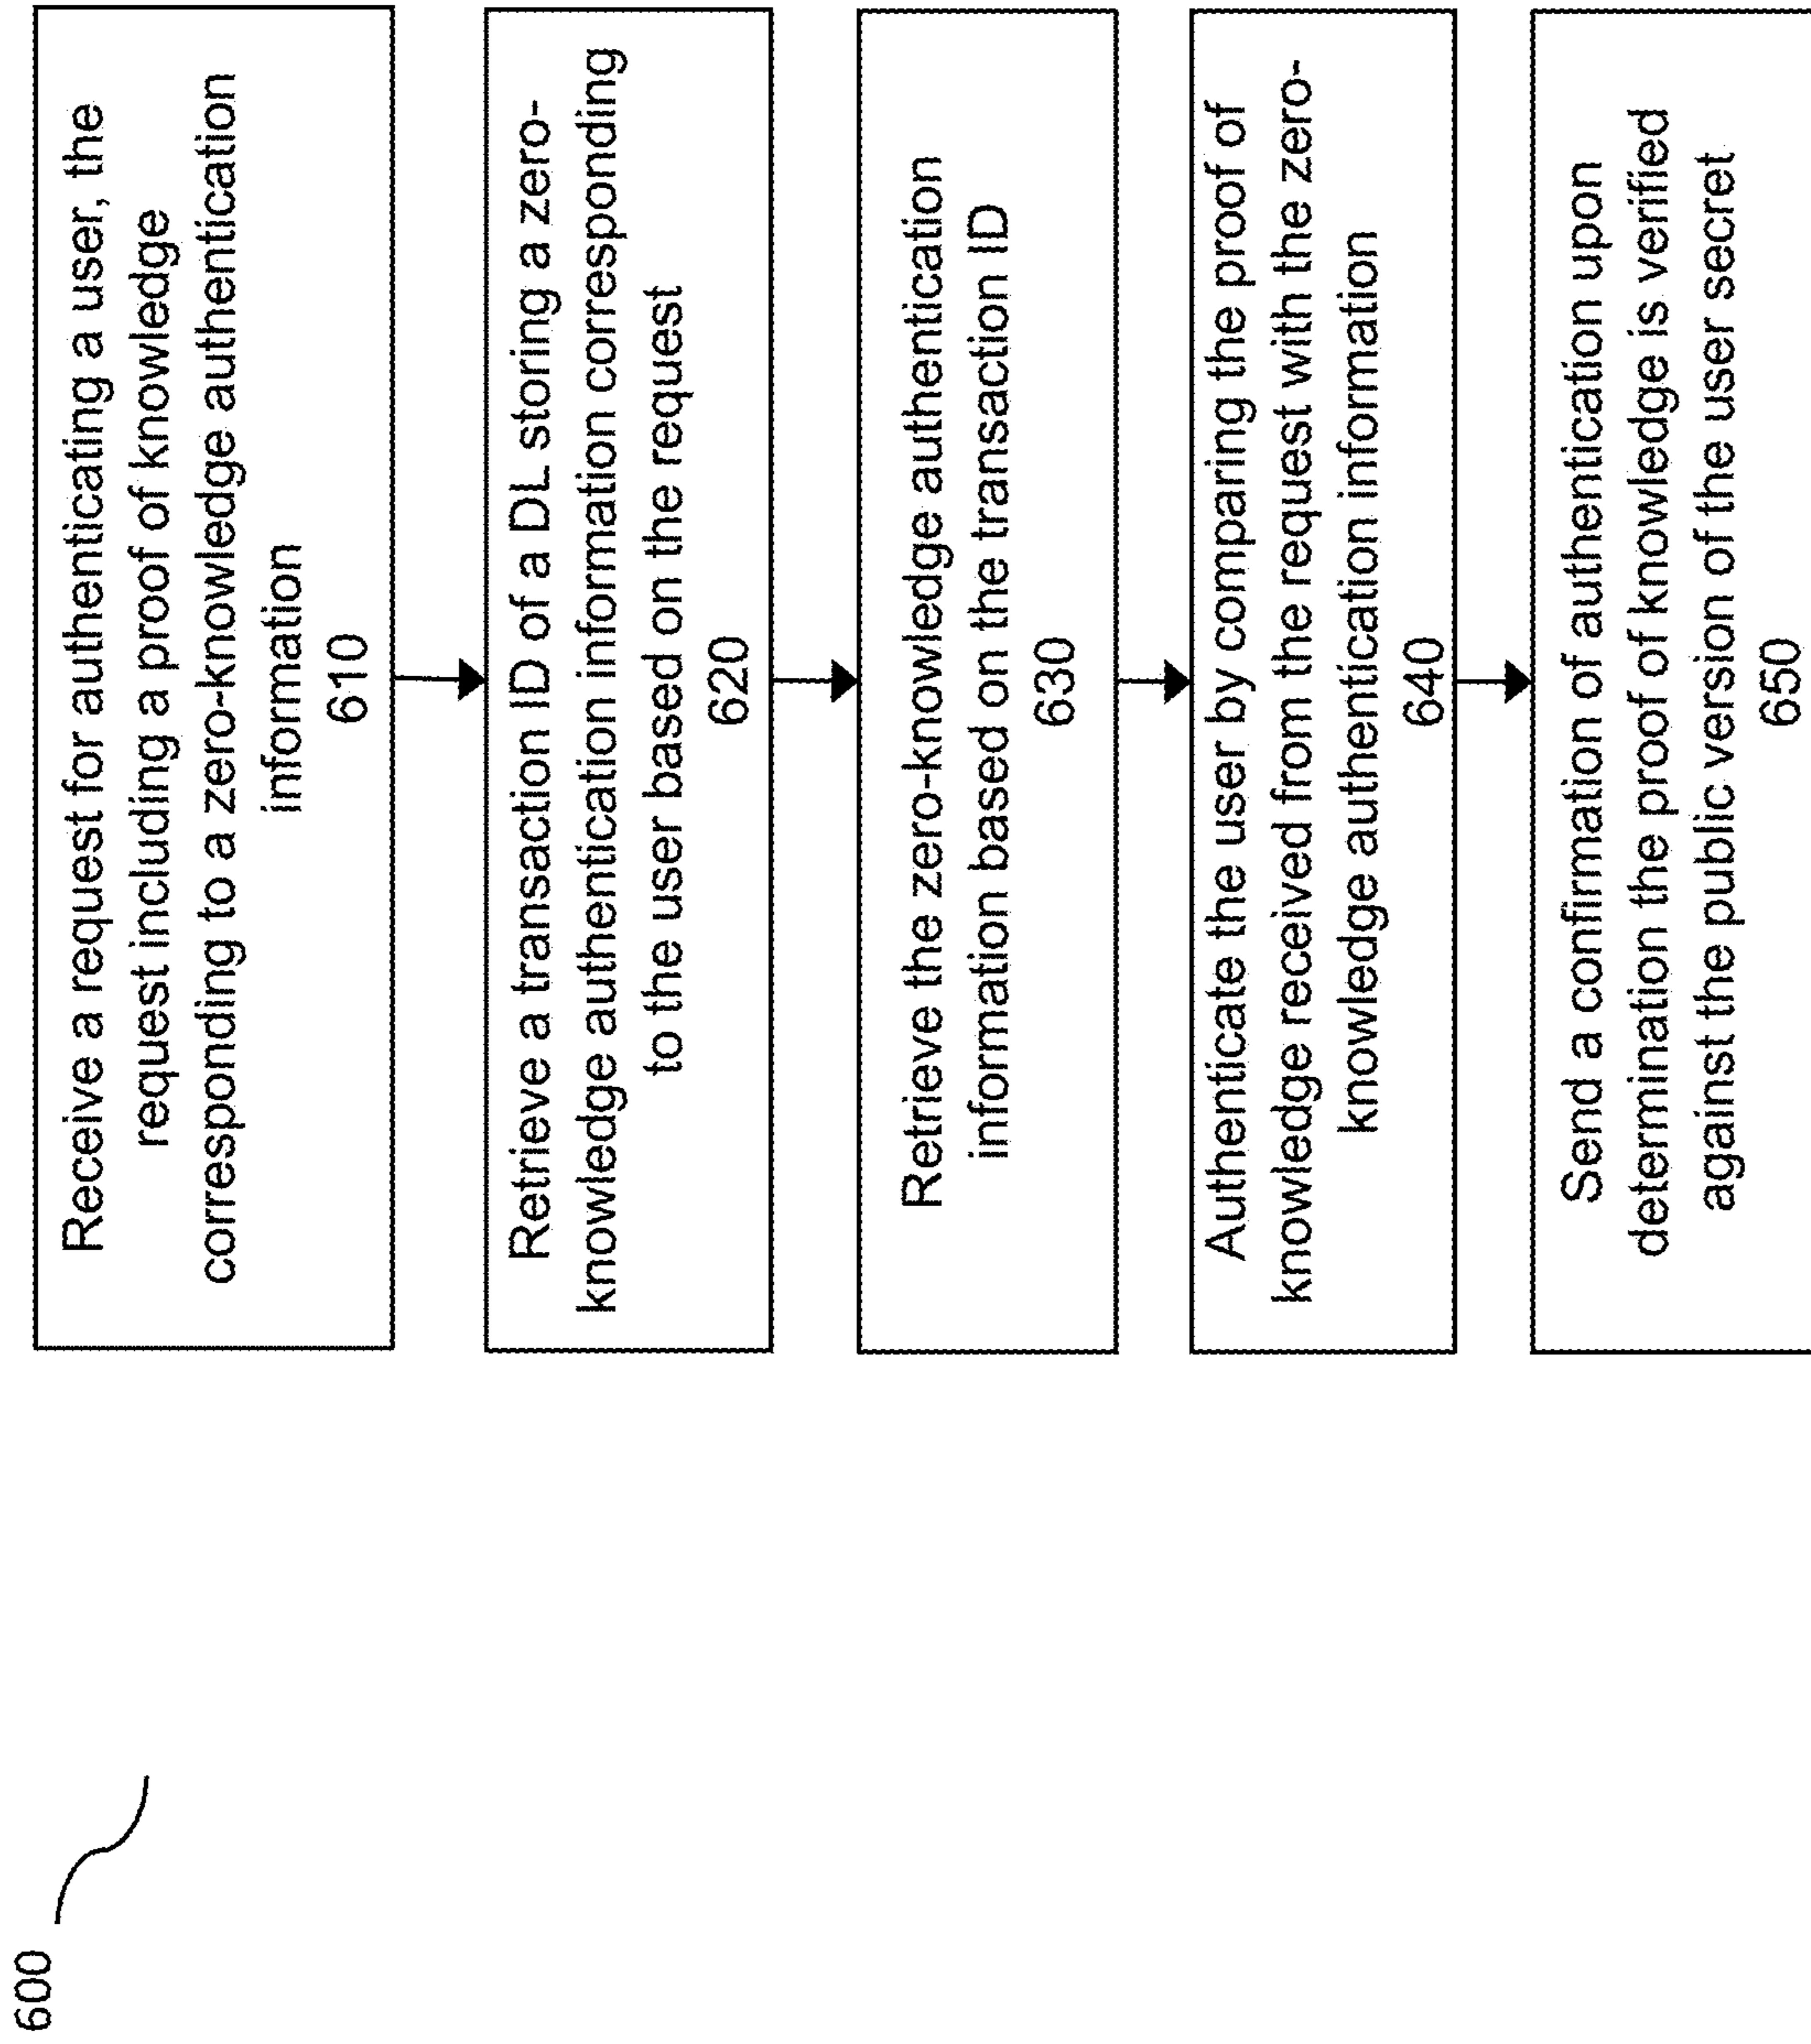 600
Receive a request for authenticating a user, the
request including a proof of knowledge
corresponding to a zero-knowledge authentication
information
610
Retrieve a transaction ID of a DL storing a zero-
knowledge authentication information corresponding
to the user based on the request
620
Retrieve the zero-knowledge authentication
information based on the transaction ID
630
Authenticate the user by comparing the proof of
knowledge received from the request with the zero-
knowledge authentication information
640
Send a confirmation of authentication upon
determination the proof of knowledge is verified
against the public version of the user secret
650